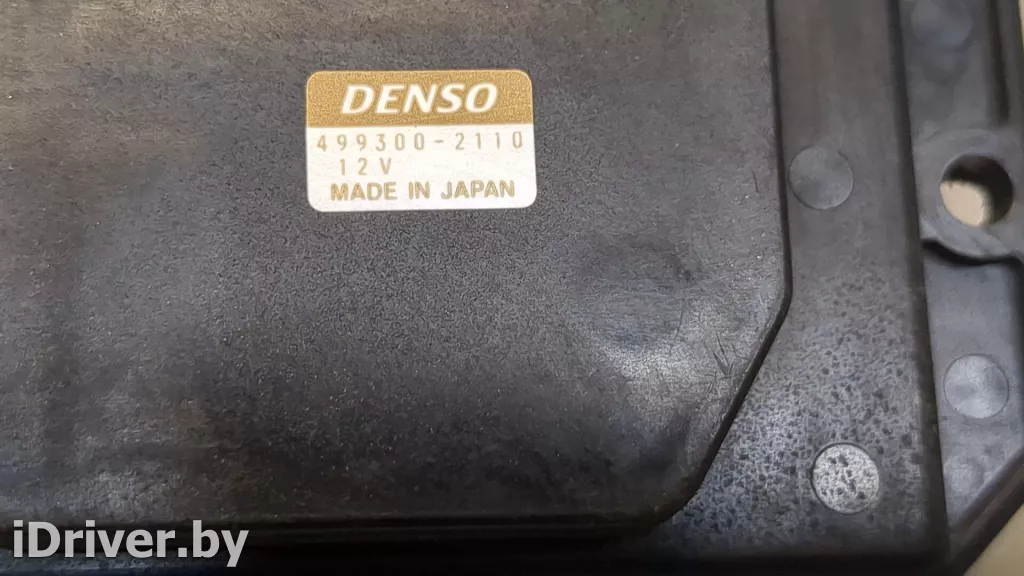 DENSO
499300-2110
12V
MADE IN JAPAN
iDriver.by